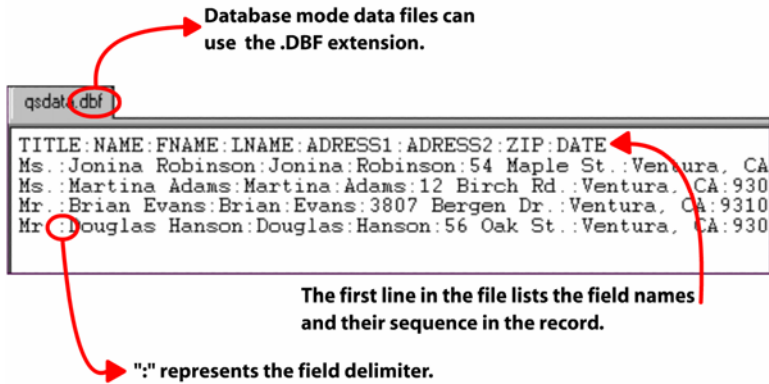 Database mode data files can
use the .DBF extension.
qsdata.dbf
TITLE:NAME:FNAME:LNAME:ADRESS1:ADRESS2:ZIP:DATE
Ms.:Jonina Robinson:Jonina:Robinson:54 Maple St.:Ventura, CA
Ms.:Martina Adams:Martina:Adams:12 Birch Rd.:Ventura, CA:930
Mr.:Brian Evans:Brian:Evans:3807 Bergen Dr.:Ventura, CA:9310
Mr.:Douglas Hanson:Douglas:Hanson:56 Oak St.:Ventura, CA:930
The first line in the file lists the field names
and their sequence in the record.
":" represents the field delimiter.